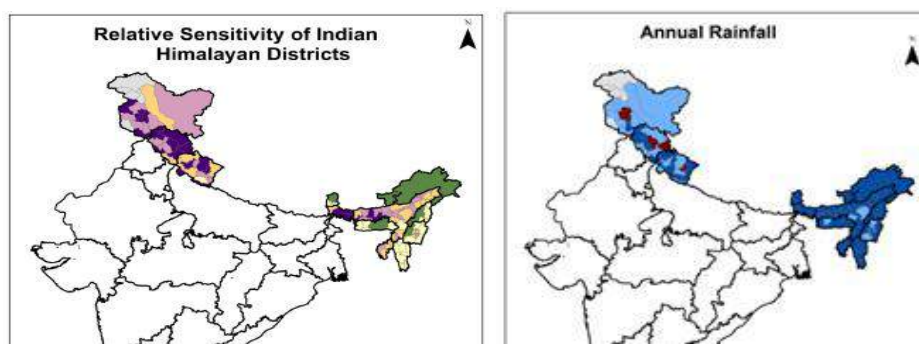 Relative Sensitivity of Indian
Himalayan Districts
N
Annual Rainfall
N